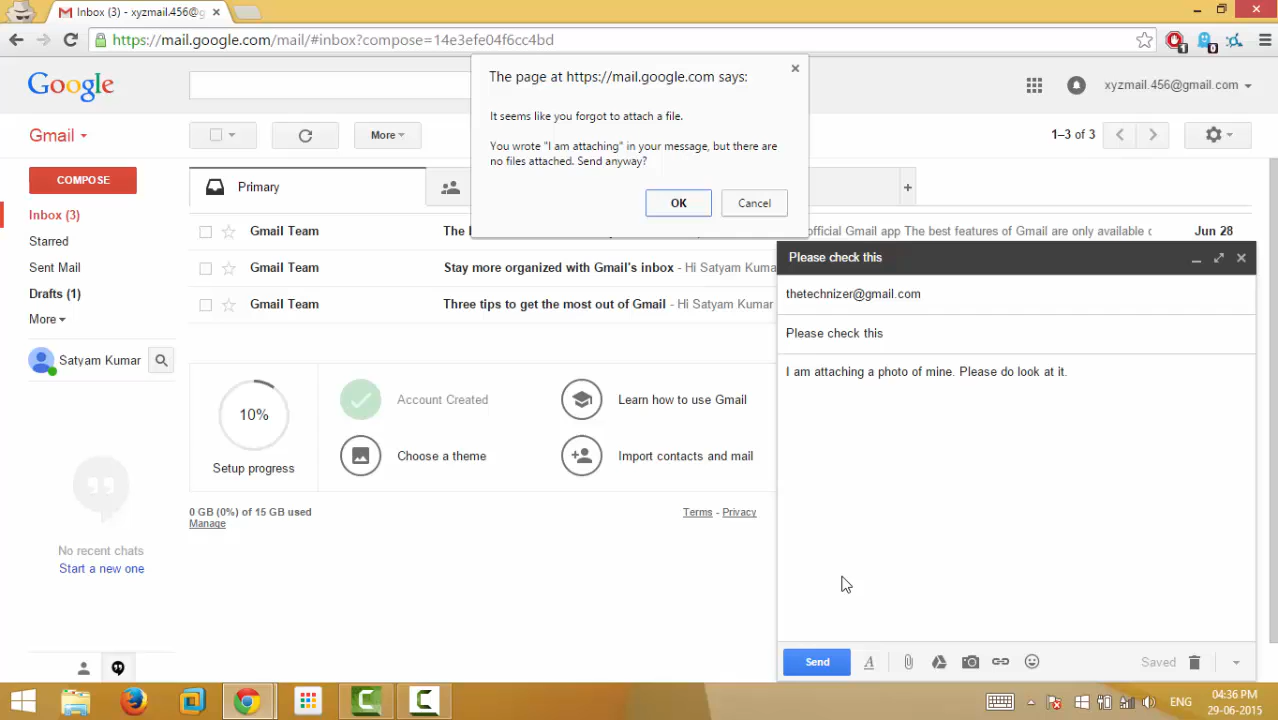 Inbox (3) - xyzmail.456@g
https://mail.google.com/mail/#inbox?compose=14e3efe04f6cc4bd
1
0
The page at https://mail.google.com says:
It seems like you forgot to attach a file.
You wrote "I am attaching" in your message, but there are
no files attached. Send anyway?
OK
Cancel
Google
xyzmail.456@gmail.com
Gmail
More
1–3 of 3
COMPOSE
Primary
+
Inbox (3)
Starred
Sent Mail
Drafts (1)
More
Satyam Kumar
Gmail Team
official Gmail app The best features of Gmail are only available
Jun 28
Gmail Team
Stay more organized with Gmail's inbox - Hi Satyam Kuma
Gmail Team
Three tips to get the most out of Gmail - Hi Satyam Kumar
Please check this
thetechnizer@gmail.com
Please check this
I am attaching a photo of mine. Please do look at it.
10%
Setup progress
Account Created
Learn how to use Gmail
Choose a theme
Import contacts and mail
0 GB (0%) of 15 GB used
Manage
Terms - Privacy
No recent chats
Start a new one
Send
Saved
ENG
04:36 PM
29-06-2015